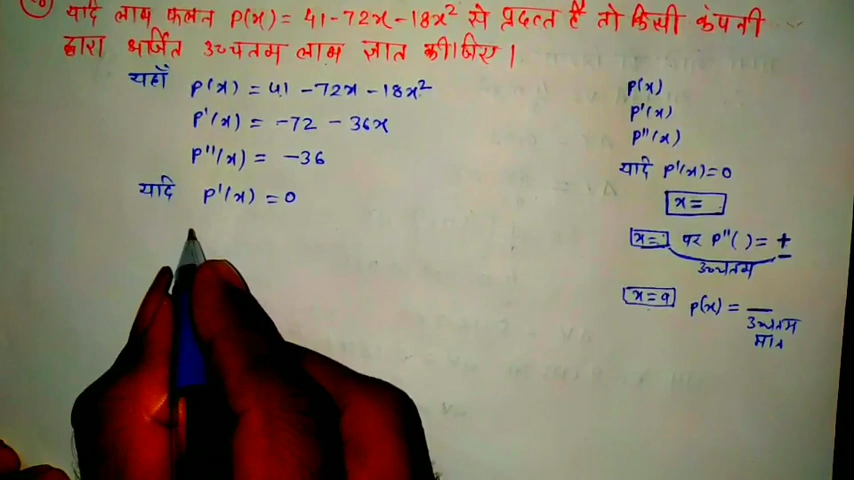 यदि लाभ फलन P(x) = 41-72x-18x² से प्रदत्त है तो किसी कंपनी
द्वारा अर्जित उच्चतम लाभ ज्ञात कीजिए।
यहाँ P(x) = 41 -72x -18x²
P'(x) = -72 - 36x
P''(x) = -36
यदि P'(x) = 0
P(x)
P'(x)
P''(x)
यदि P'(x)=0
x=
x= पर P''( ) = +
-
उच्चतम
x=a P(x) =
उच्चतम
मान